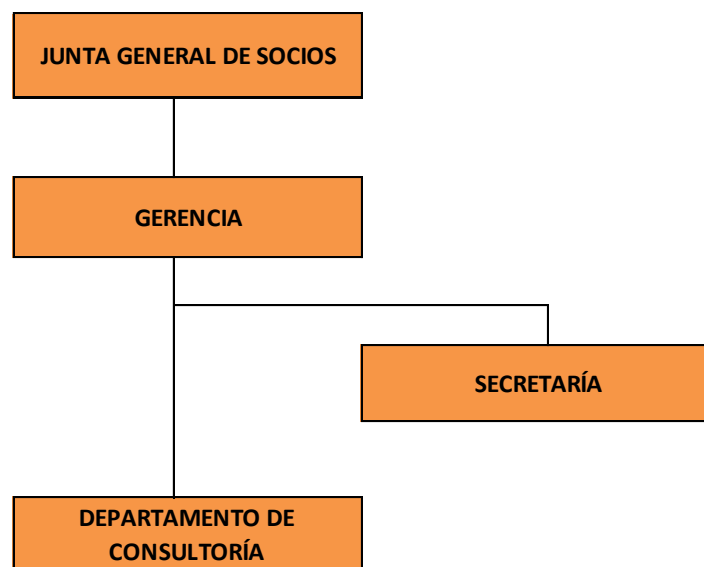 JUNTA GENERAL DE SOCIOS
GERENCIA
SECRETARÍA
DEPARTAMENTO DE
CONSULTORÍA